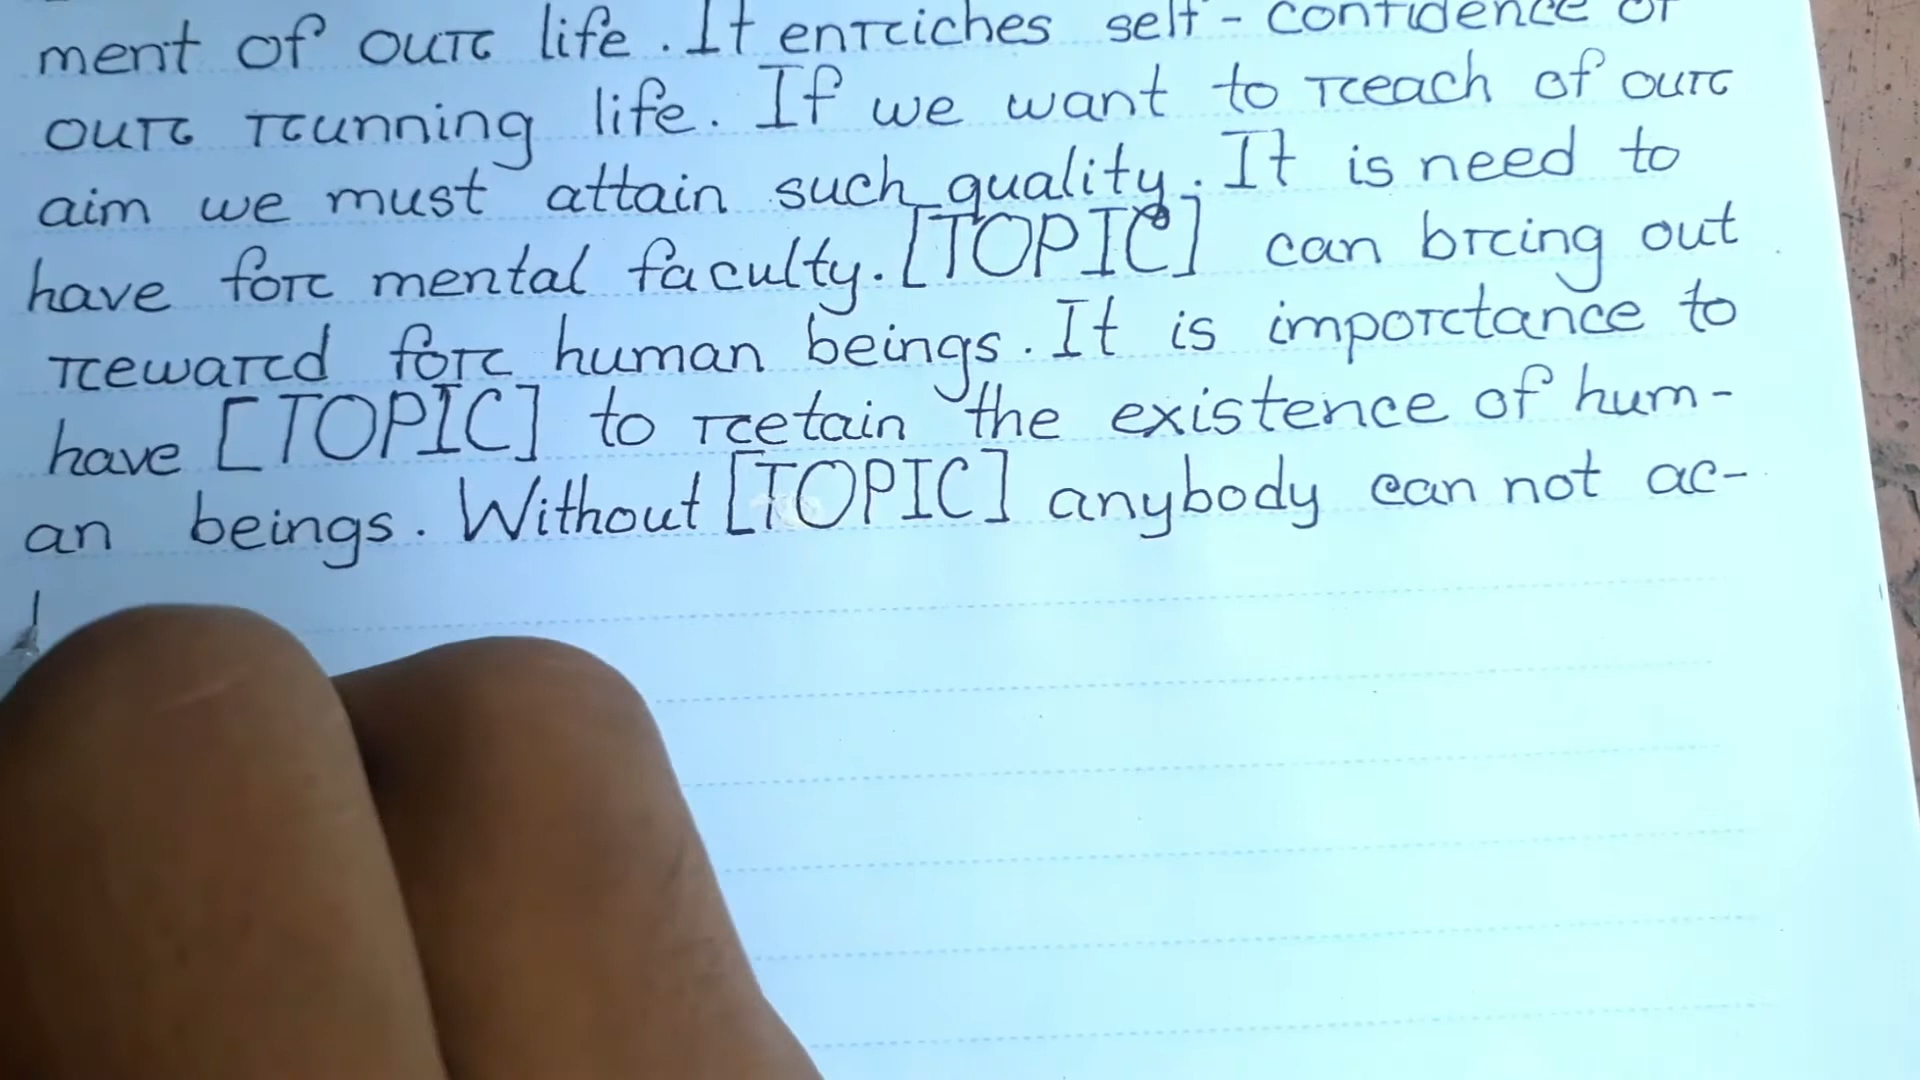 ment of our life. It enriches self-confidence of
our running life. If we want to reach of our
aim we must attain such quality. It is need to
have for mental faculty. [TOPIC] can bring out
reward for human beings. It is importance to
have [TOPIC] to retain the existence of hum-
an beings. Without [TOPIC] anybody can not ac-